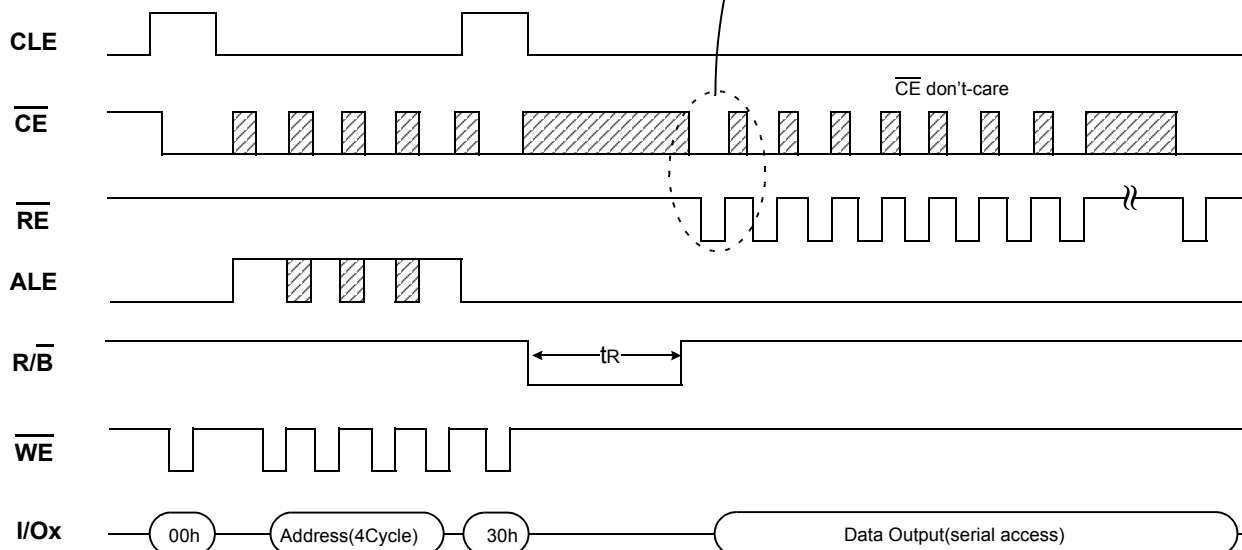 CLE
CE
CE don't-care
RE
ALE
R/B
tR
WE
I/Ox
00h
Address(4Cycle)
30h
Data Output(serial access)